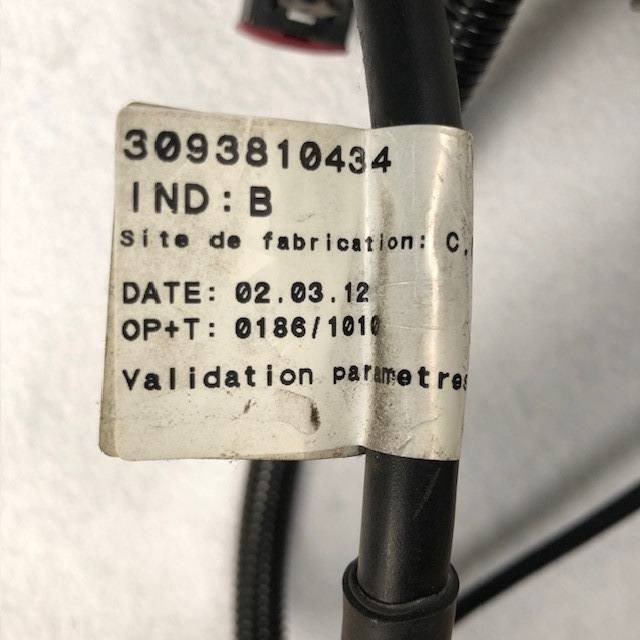 3093810434
IND: B
Site de fabrication: C.
DATE: 02.03.12
OP+T: 0186/1010
Validation parametres